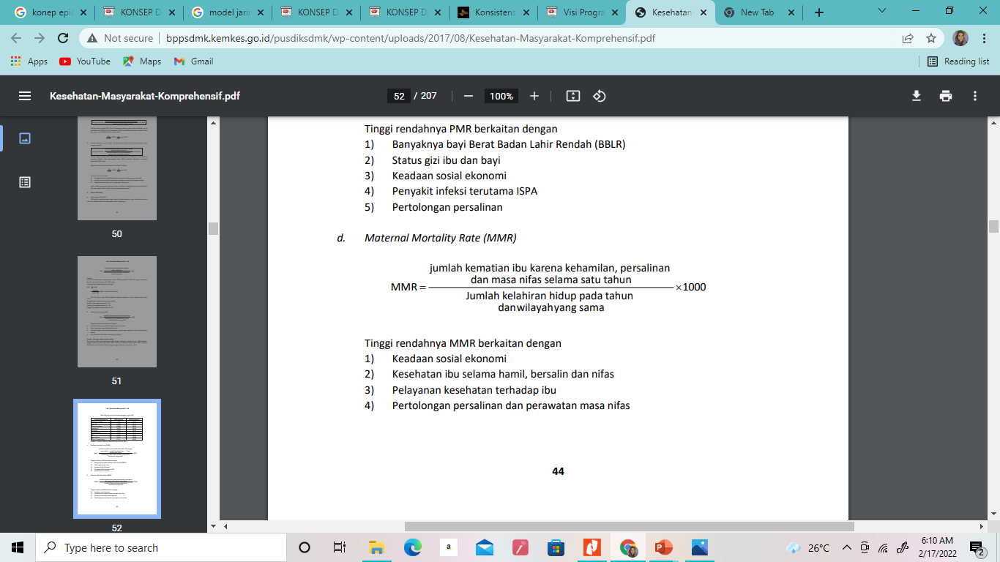 konep epic
KONSEP D
model jarin
KONSEP D
KONSEP D
Konsistens
Visi Progra
Kesehatan
New Tab
Not secure
bppsdmk.kemkes.go.id/pusdiksdmk/wp-content/uploads/2017/08/Kesehatan-Masyarakat-Komprehensif.pdf
Apps
YouTube
Maps
Gmail
Reading list
Kesehatan-Masyarakat-Komprehensif.pdf
52 / 207
100%
50
51
52
Tinggi rendahnya PMR berkaitan dengan
1) Banyaknya bayi Berat Badan Lahir Rendah (BBLR)
2) Status gizi ibu dan bayi
3) Keadaan sosial ekonomi
4) Penyakit infeksi terutama ISPA
5) Pertolongan persalinan
d. Maternal Mortality Rate (MMR)
jumlah kematian ibu karena kehamilan, persalinan
dan masa nifas selama satu tahun
MMR = ×1000
Jumlah kelahiran hidup pada tahun
danwilayahyang sama
Tinggi rendahnya MMR berkaitan dengan
1) Keadaan sosial ekonomi
2) Kesehatan ibu selama hamil, bersalin dan nifas
3) Pelayanan kesehatan terhadap ibu
4) Pertolongan persalinan dan perawatan masa nifas
44
Type here to search
a
26°C
6:10 AM
2/17/2022
2